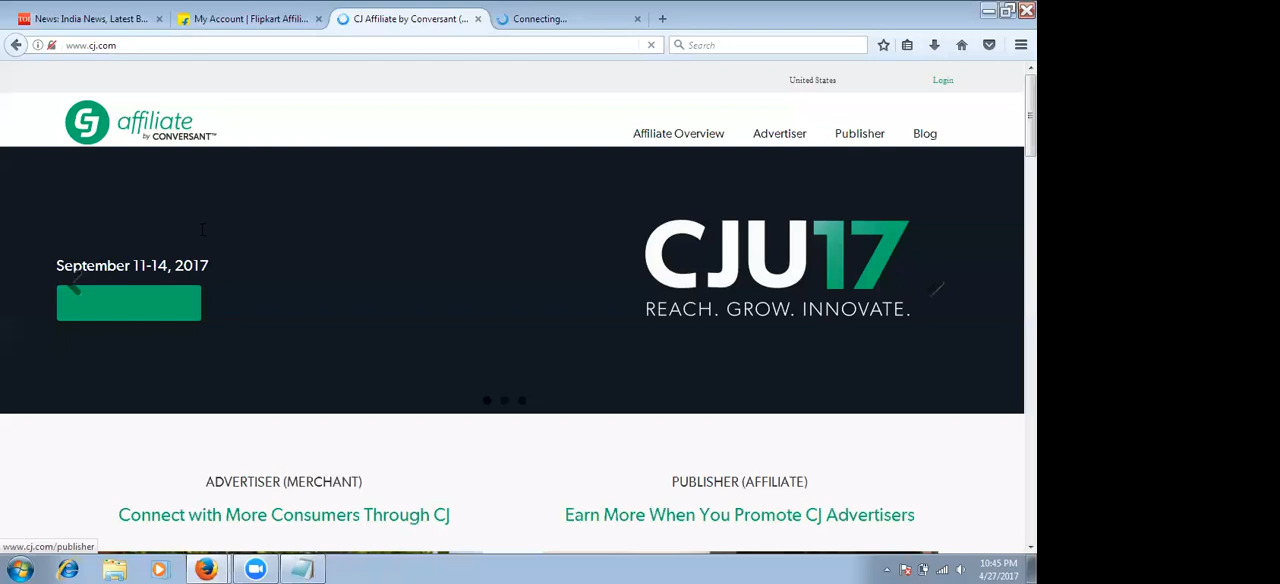 News: India News, Latest B...
My Account | Flipkart Affili...
CJ Affiliate by Conversant (...
Connecting...
www.cj.com
Search
United States
Login
CJ affiliate by CONVERSANT™
Affiliate Overview
Advertiser
Publisher
Blog
September 11-14, 2017
CJU17
REACH. GROW. INNOVATE.
ADVERTISER (MERCHANT)
Connect with More Consumers Through CJ
PUBLISHER (AFFILIATE)
Earn More When You Promote CJ Advertisers
www.cj.com/publisher
10:45 PM
4/27/2017